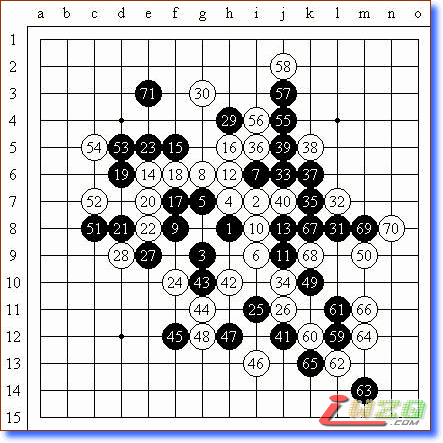 a b c d e f g h i j k l m n o
1
2 58
3 71 30 57
4 29 56 55
5 54 53 23 15 16 36 39 38
6 19 14 18 8 12 7 33 37
7 52 20 17 5 4 2 40 35 32
8 51 21 22 9 1 10 13 67 31 69 70
9 28 27 3 6 11 68 50
10 24 43 42 34 49
11 44 25 26 61 66
12 45 48 47 41 60 59 64
13 46 65 62
14 63
15